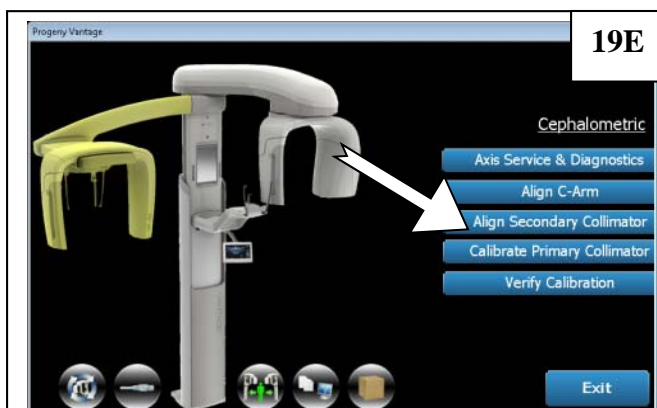 Progeny Vantage
19E
Cephalometric
Axis Service & Diagnostics
Align C-Arm
Align Secondary Collimator
Calibrate Primary Collimator
Verify Calibration
Exit